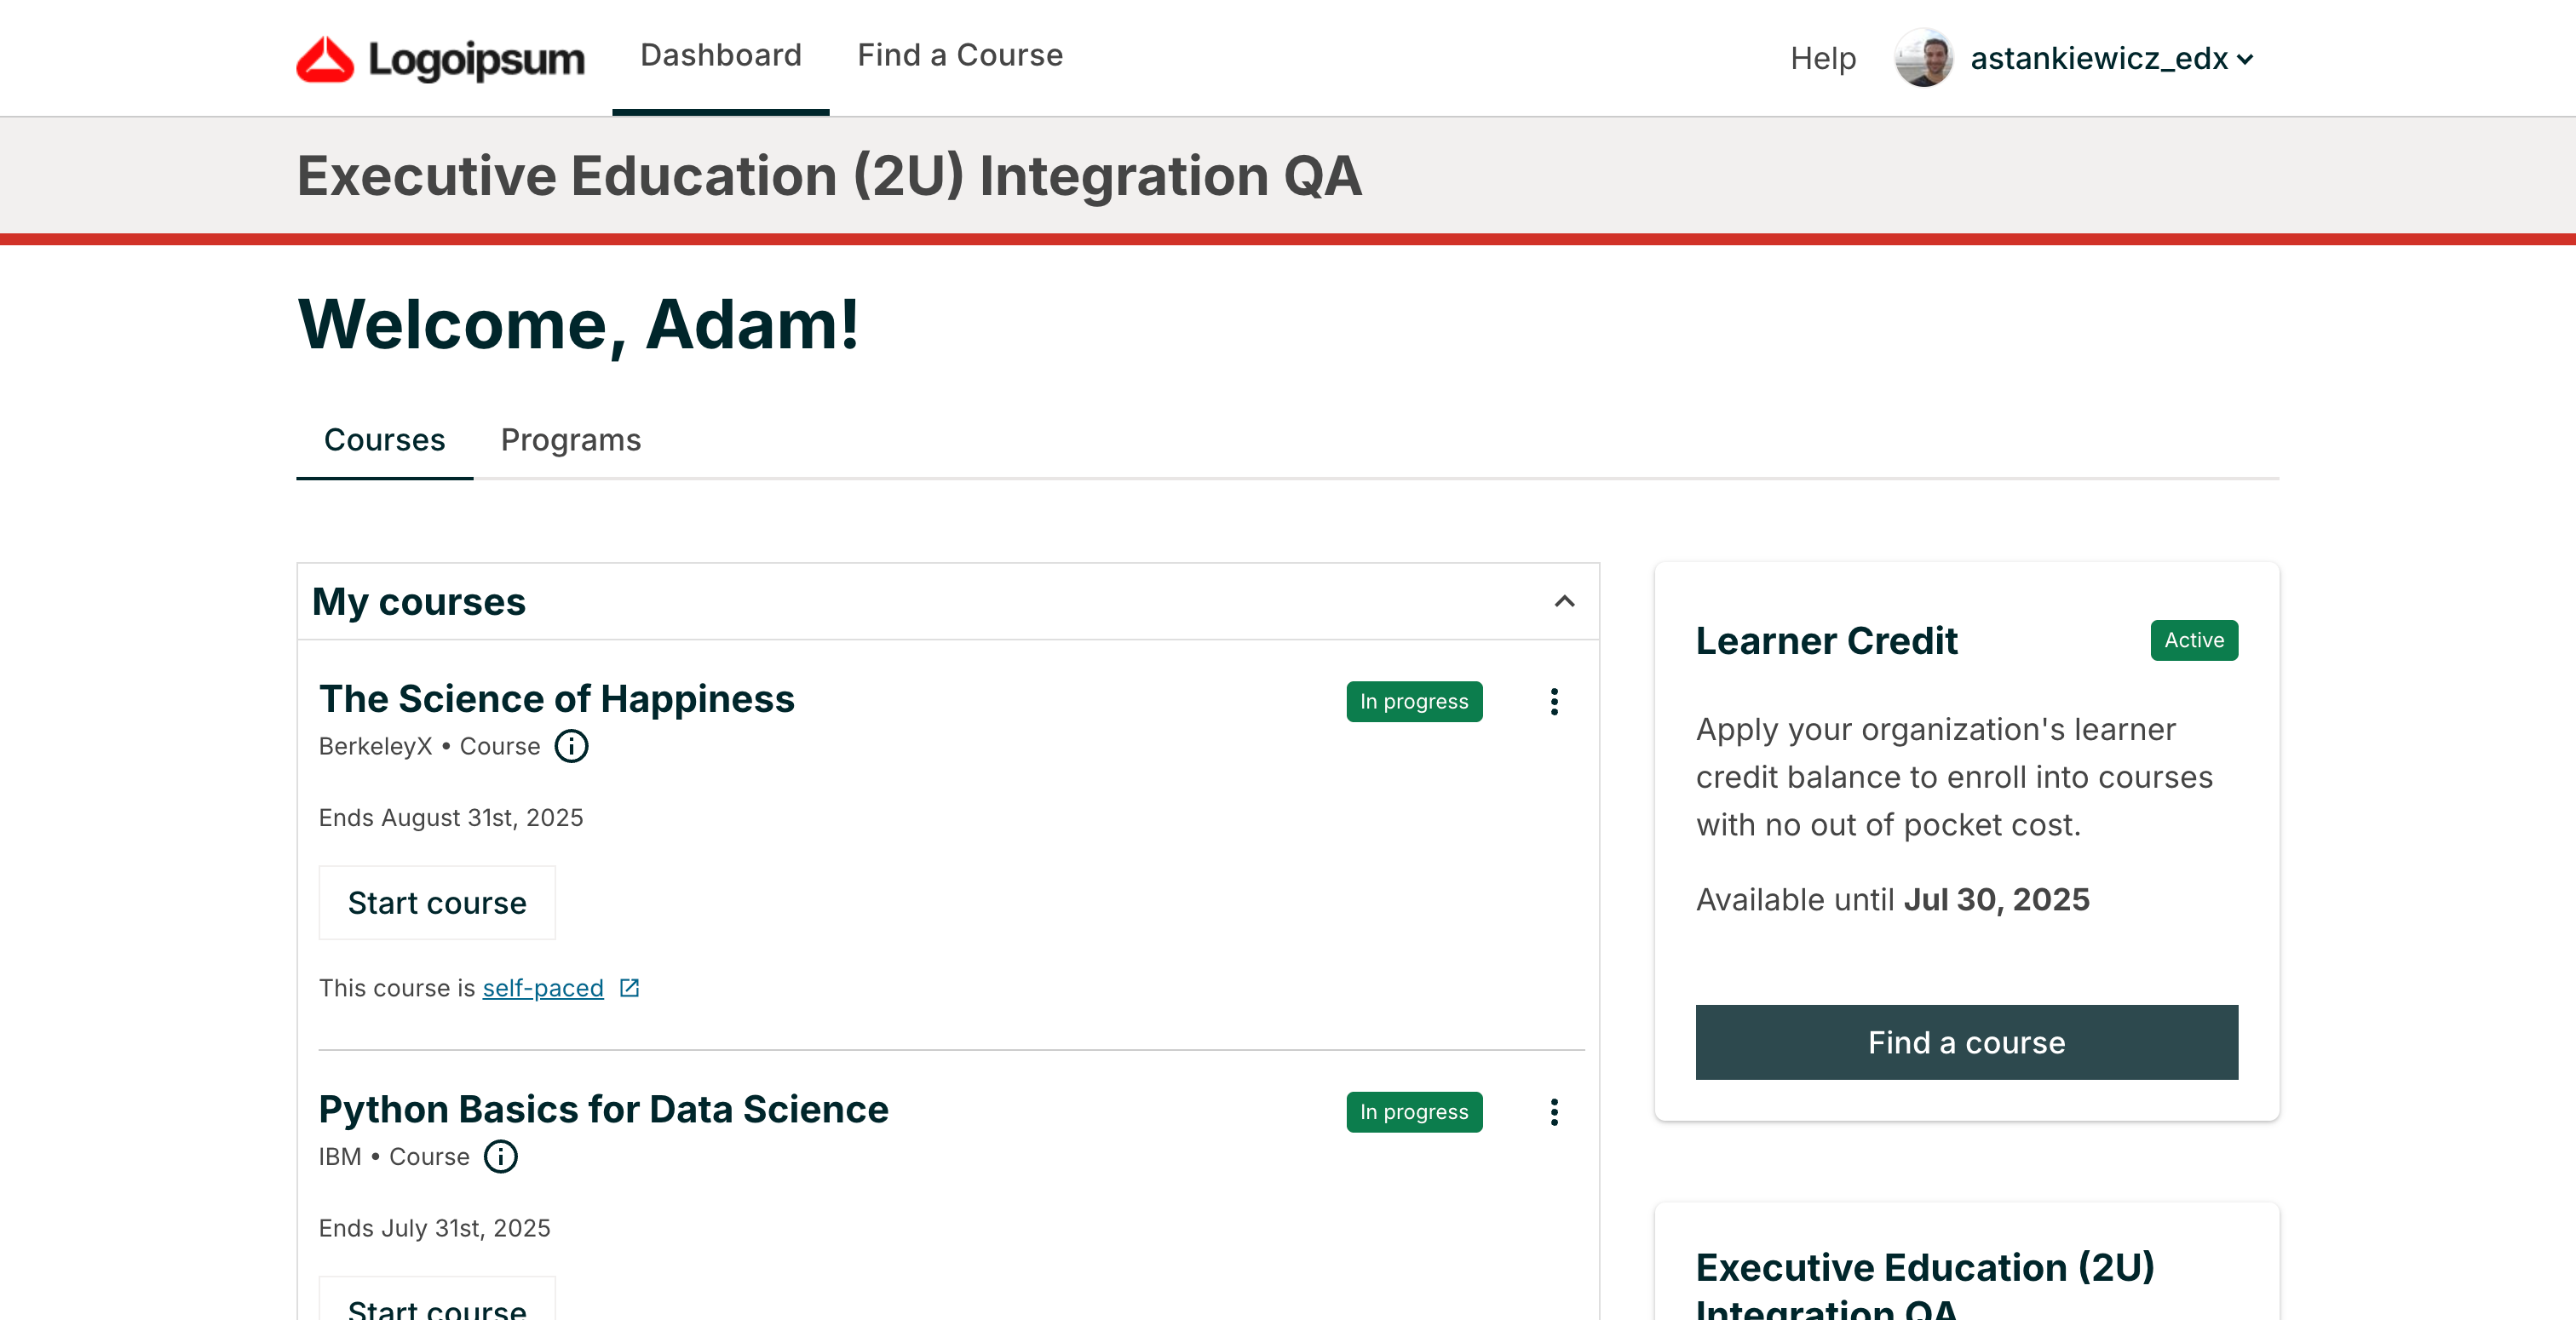 Logoipsum
Dashboard
Find a Course
Help
astankiewicz_edx
Executive Education (2U) Integration QA
Welcome, Adam!
Courses
Programs
My courses
The Science of Happiness
In progress
BerkeleyX • Course
Ends August 31st, 2025
Start course
This course is self-paced
Python Basics for Data Science
In progress
IBM • Course
Ends July 31st, 2025
Start course
Learner Credit
Active
Apply your organization's learner
credit balance to enroll into courses
with no out of pocket cost.
Available until Jul 30, 2025
Find a course
Executive Education (2U)
Integration QA